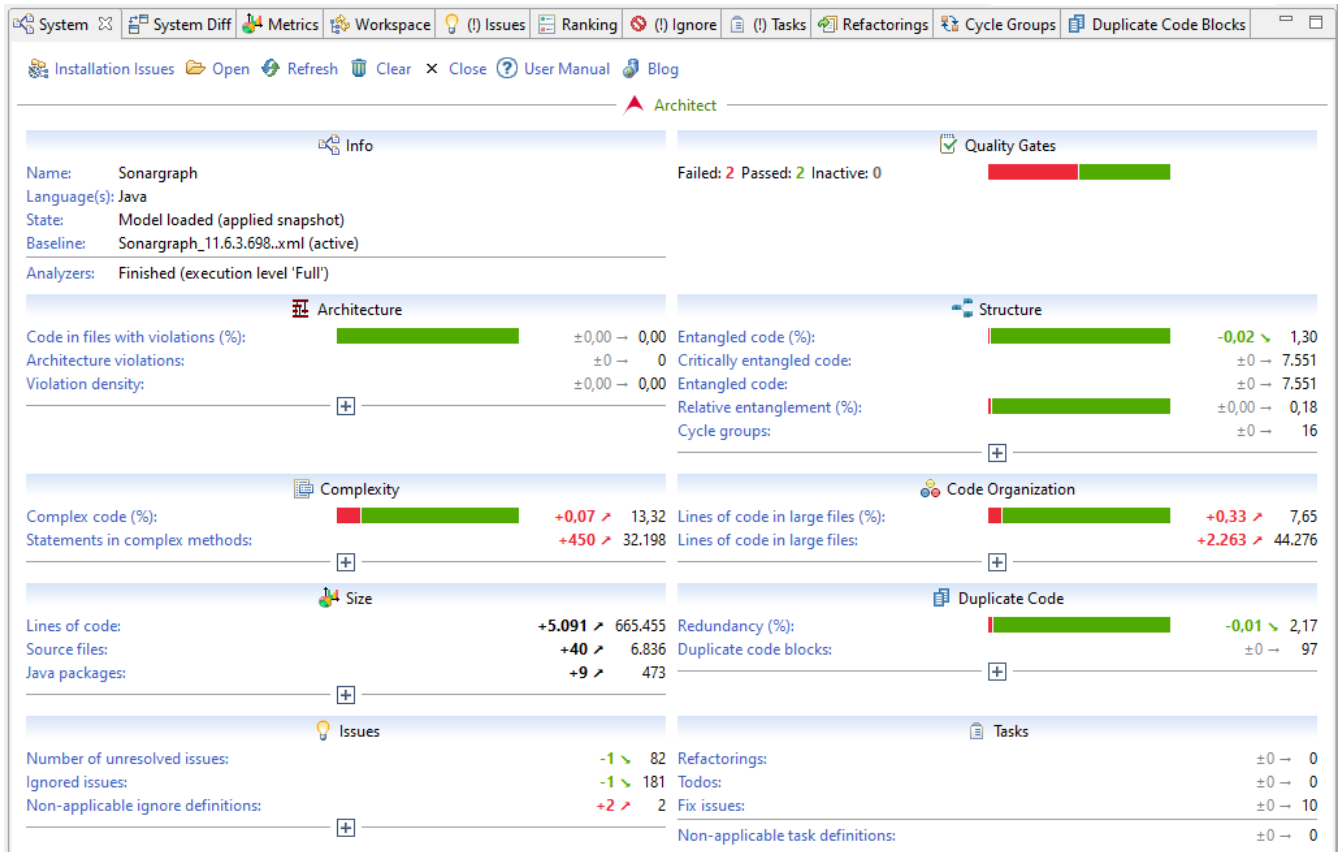 System System Diff Metrics Workspace (!) Issues Ranking (!) Ignore (!) Tasks Refactorings Cycle Groups Duplicate Code Blocks
Installation Issues Open Refresh Clear Close User Manual Blog
Architect
Info
Name: Sonargraph
Language(s): Java
State: Model loaded (applied snapshot)
Baseline: Sonargraph_11.6.3.698..xml (active)
Analyzers: Finished (execution level 'Full')
Quality Gates
Failed: 2 Passed: 2 Inactive: 0
Architecture
Code in files with violations (%): ±0,00 → 0,00
Architecture violations: ±0 → 0
Violation density: ±0,00 → 0,00
Structure
Entangled code (%): -0,02 ↘ 1,30
Critically entangled code: ±0 → 7.551
Entangled code: ±0 → 7.551
Relative entanglement (%): ±0,00 → 0,18
Cycle groups: ±0 → 16
Complexity
Complex code (%): +0,07 ↗ 13,32
Statements in complex methods: +450 ↗ 32.198
Code Organization
Lines of code in large files (%): +0,33 ↗ 7,65
Lines of code in large files: +2.263 ↗ 44.276
Size
Lines of code: +5.091 ↗ 665.455
Source files: +40 ↗ 6.836
Java packages: +9 ↗ 473
Duplicate Code
Redundancy (%): -0,01 ↘ 2,17
Duplicate code blocks: ±0 → 97
Issues
Number of unresolved issues: -1 ↘ 82
Ignored issues: -1 ↘ 181
Non-applicable ignore definitions: +2 ↗ 2
Tasks
Refactorings: ±0 → 0
Todos: ±0 → 0
Fix issues: ±0 → 10
Non-applicable task definitions: ±0 → 0